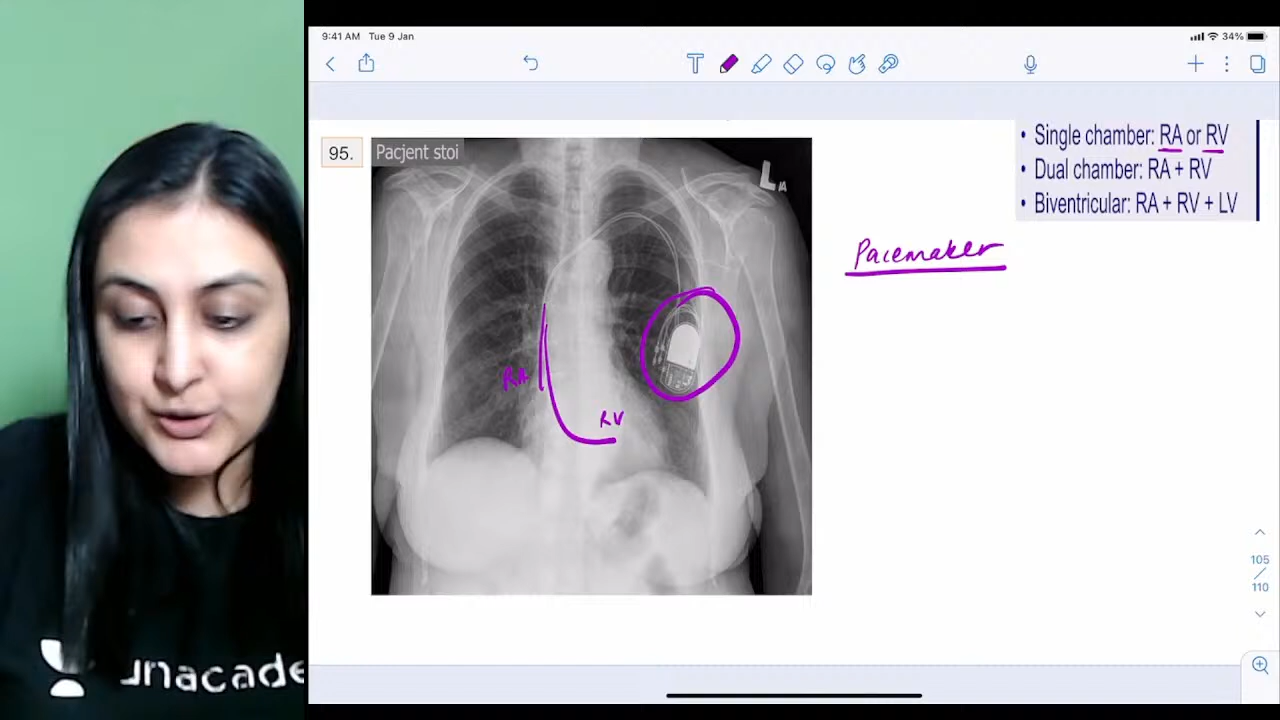 9:41 AM Tue 9 Jan
34%
T
95.
Pacjent stoi
L
IA
• Single chamber: RA or RV
• Dual chamber: RA + RV
• Biventricular: RA + RV + LV
Pacemaker
RA
RV
105
/
110
unacade